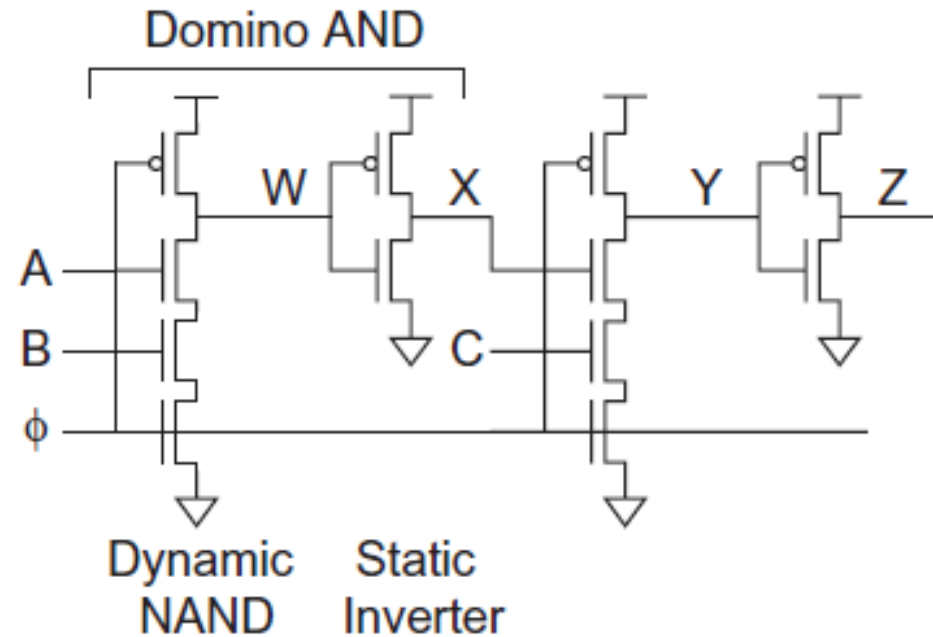 Domino AND
W
X
Y
Z
A
B
C
ϕ
Dynamic
NAND
Static
Inverter